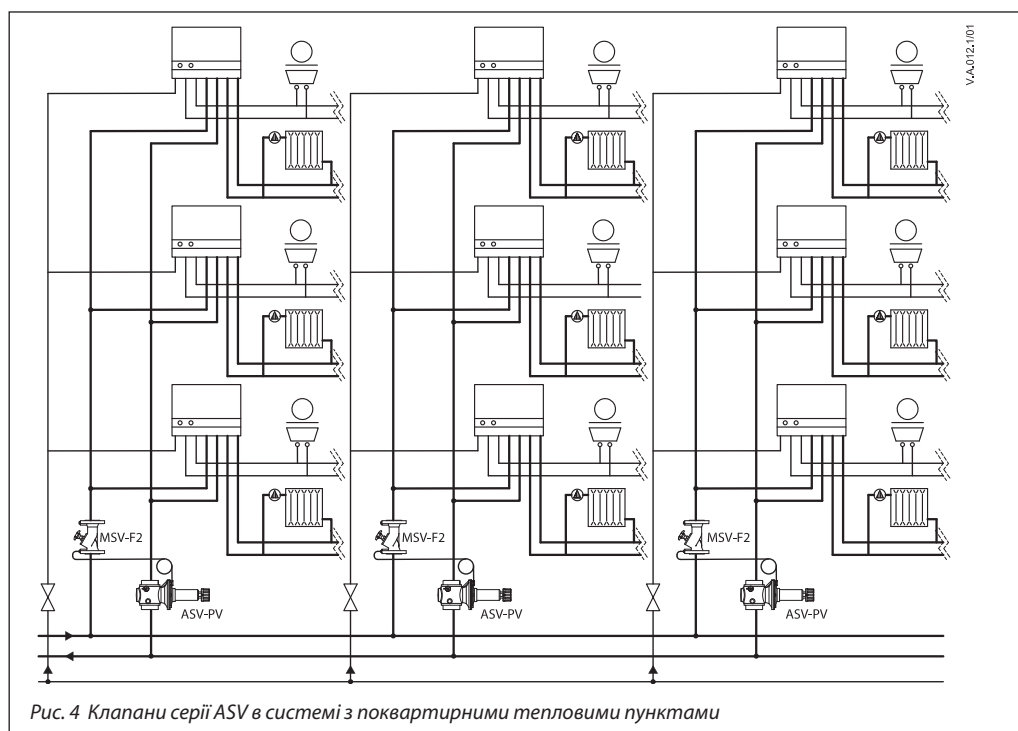 V.A.012.1/01
MSV-F2
MSV-F2
MSV-F2
ASV-PV
ASV-PV
ASV-PV
Рис. 4 Клапани серії ASV в системі з поквартирними тепловими пунктами